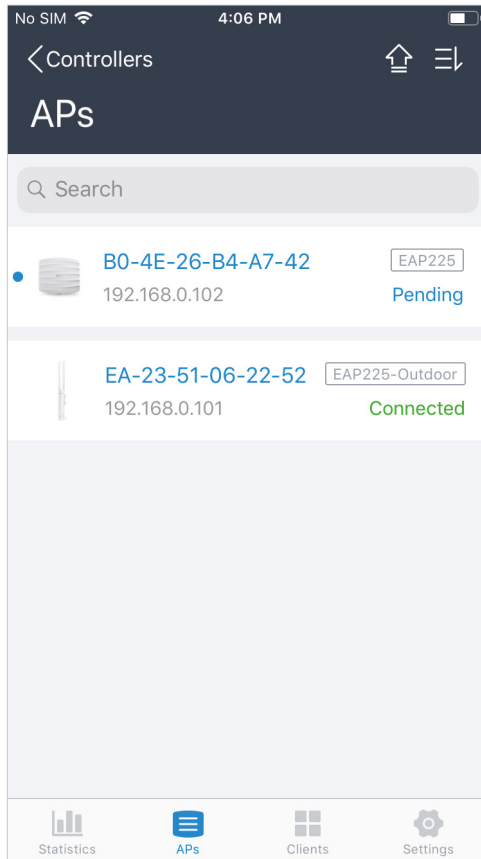 No SIM 4:06 PM
Controllers
APs
Search
B0-4E-26-B4-A7-42 EAP225
192.168.0.102 Pending
EA-23-51-06-22-52 EAP225-Outdoor
192.168.0.101 Connected
Statistics APs Clients Settings